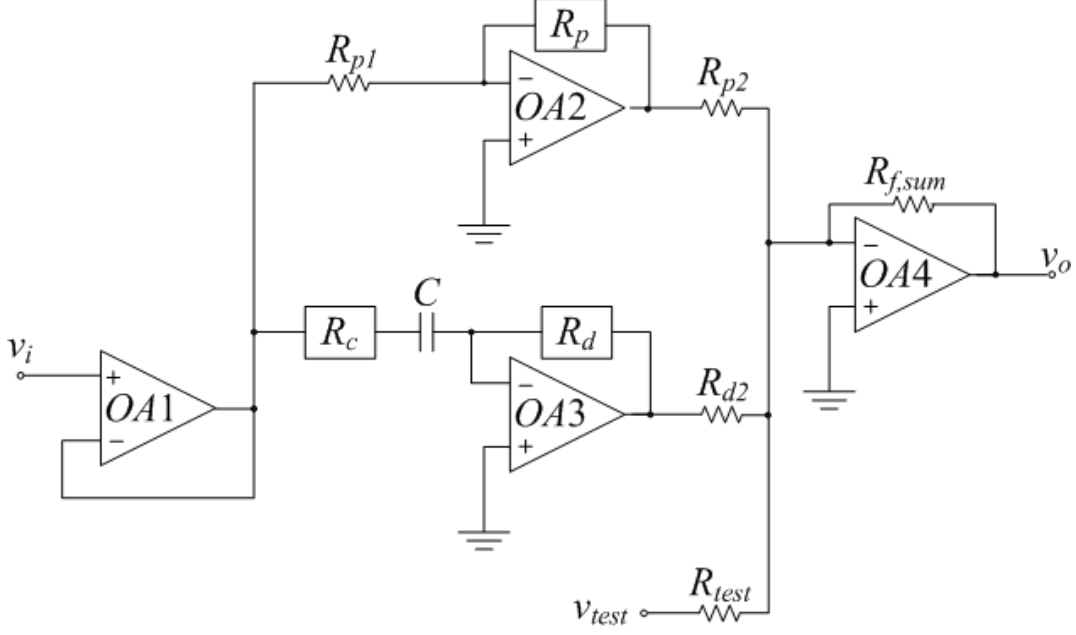 R_p
R_p1
−
OA2
+
R_p2
R_f,sum
−
OA4
+
v_o
C
R_c
R_d
v_i
+
OA1
−
−
OA3
+
R_d2
R_test
v_test